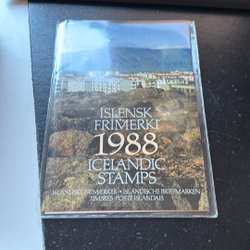 ÍSLENSK
FRÍMERKI
1988
ICELANDIC
STAMPS
ISLANDSKE FRIMÆRKER • ISLÄNDISCHE BRIEFMARKEN
TIMBRES-POSTE ISLANDAIS